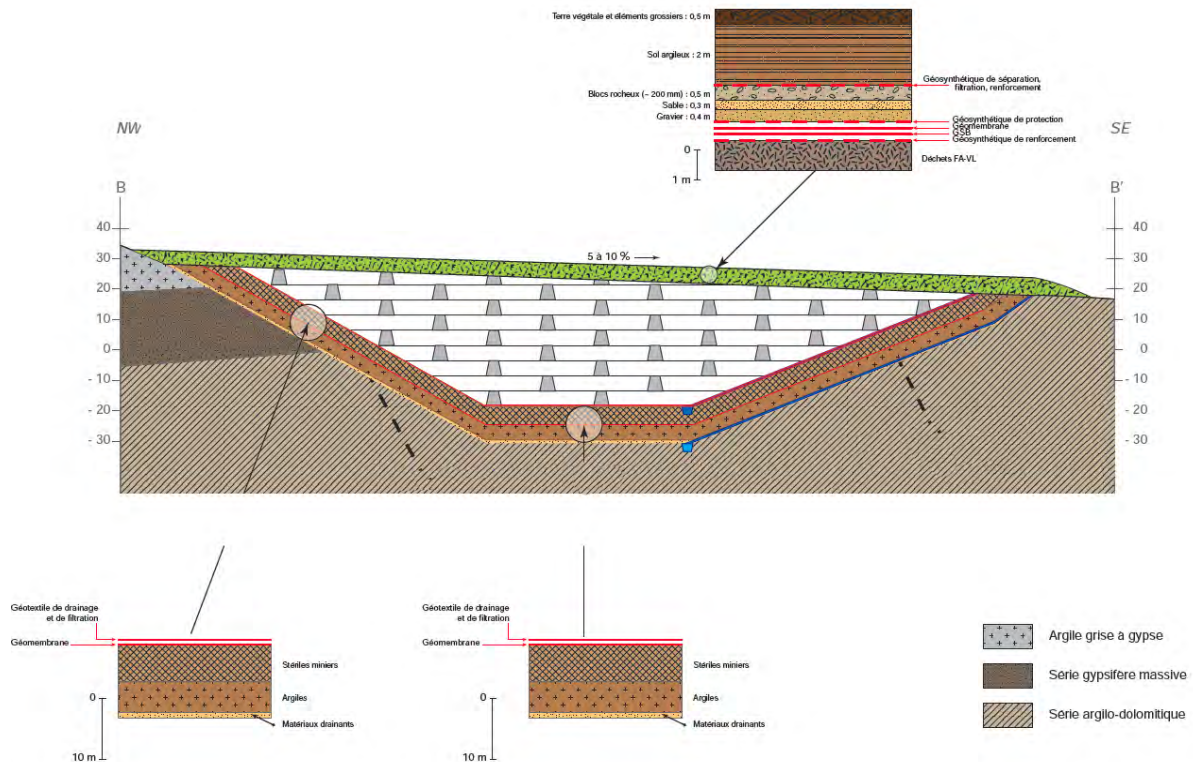 Terre végétale et éléments grossiers : 0,5 m
Sol argileux : 2 m
Géosynthétique de séparation,
filtration, renforcement
Blocs rocheux (~ 200 mm) : 0,5 m
Sable : 0,3 m
Gravier : 0,4 m
Géosynthétique de protection
Géomembrane
GSB
Géosynthétique de renforcement
Déchets FA-VL
0
1 m
NW
SE
B
B'
40
30
20
10
0
- 10
- 20
- 30
5 à 10 %
40
30
20
10
0
- 10
- 20
- 30
Géotextile de drainage
et de filtration
Géomembrane
Stériles miniers
Argiles
Matériaux drainants
0
10 m
Géotextile de drainage
et de filtration
Géomembrane
Stériles miniers
Argiles
Matériaux drainants
0
10 m
Argile grise à gypse
Série gypsifère massive
Série argilo-dolomitique